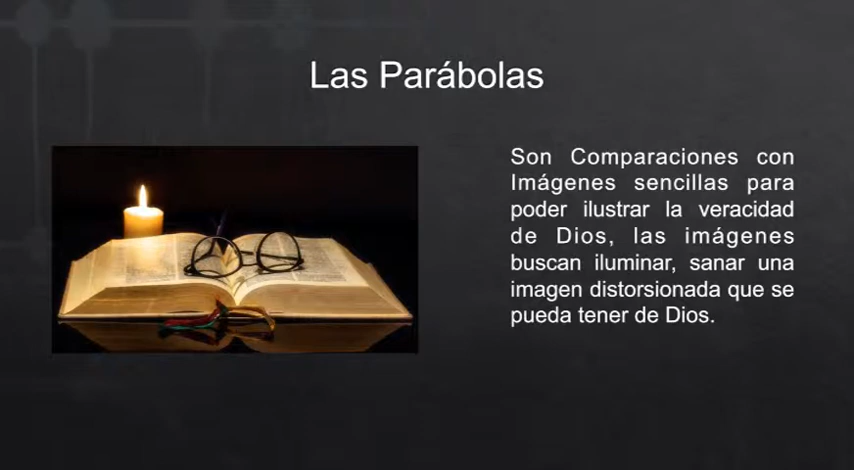 Las Parábolas
Son Comparaciones con
Imágenes sencillas para
poder ilustrar la veracidad
de Dios, las imágenes
buscan iluminar, sanar una
imagen distorsionada que se
pueda tener de Dios.